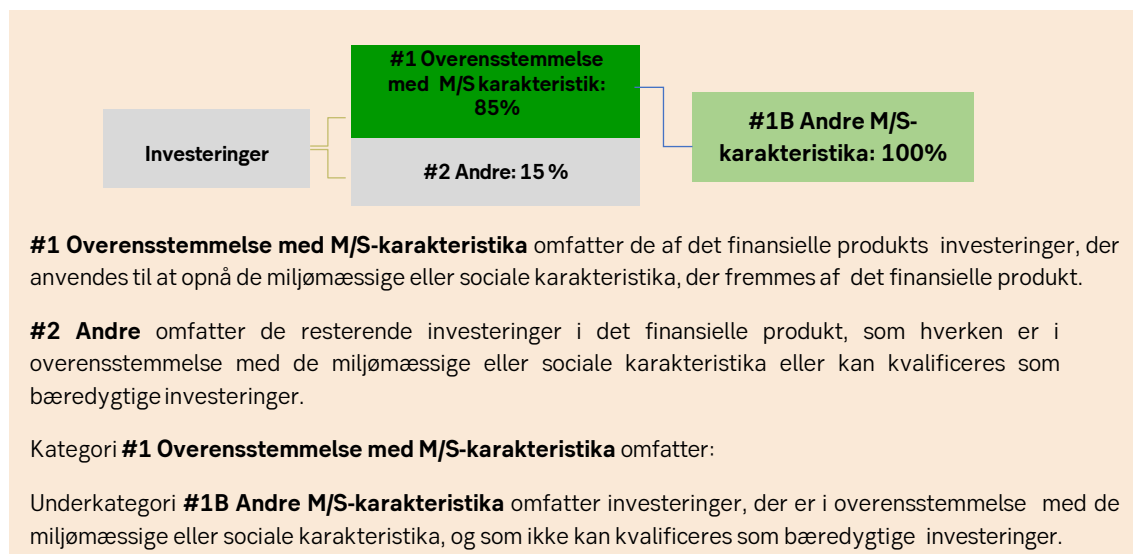 #1 Overensstemmelse
med M/S karakteristik:
85%
Investeringer
#2 Andre: 15 %
#1B Andre M/S-
karakteristika: 100%
#1 Overensstemmelse med M/S-karakteristika omfatter de af det finansielle produkts investeringer, der
anvendes til at opnå de miljømæssige eller sociale karakteristika, der fremmes af det finansielle produkt.
#2 Andre omfatter de resterende investeringer i det finansielle produkt, som hverken er i
overensstemmelse med de miljømæssige eller sociale karakteristika eller kan kvalificeres som
bæredygtige investeringer.
Kategori #1 Overensstemmelse med M/S-karakteristika omfatter:
Underkategori #1B Andre M/S-karakteristika omfatter investeringer, der er i overensstemmelse med de
miljømæssige eller sociale karakteristika, og som ikke kan kvalificeres som bæredygtige investeringer.